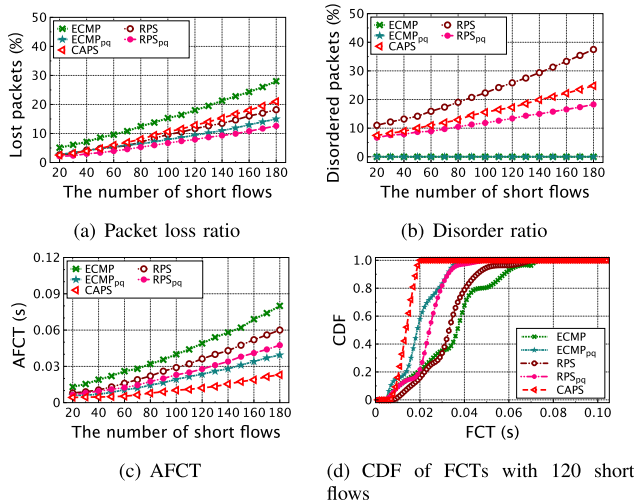 50
40
30
20
10
0
Lost packets (%)
ECMP
ECMPpq
CAPS
RPS
RPSpq
20 40 60 80 100 120 140 160 180
The number of short flows
(a) Packet loss ratio
50
40
30
20
10
0
Disordered packets (%)
ECMP
ECMPpq
CAPS
RPS
RPSpq
20 40 60 80 100 120 140 160 180
The number of short flows
(b) Disorder ratio
0.12
0.09
0.06
0.03
0
AFCT (s)
ECMP
ECMPpq
CAPS
RPS
RPSpq
20 40 60 80 100 120 140 160 180
The number of short flows
(c) AFCT
1.0
0.8
0.6
0.4
0.2
0.0
CDF
ECMP
ECMPpq
RPS
RPSpq
CAPS
0 0.02 0.04 0.06 0.08 0.10
FCT (s)
(d) CDF of FCTs with 120 short
flows